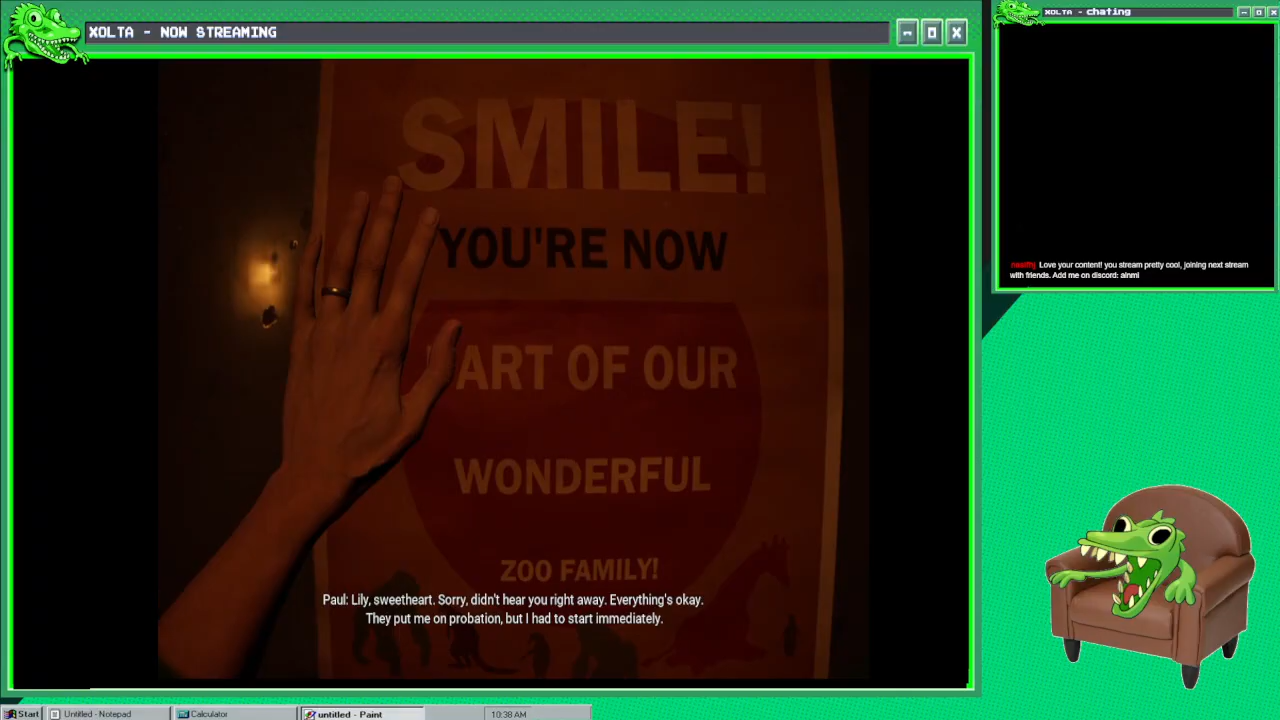 XOLTA - NOW STREAMING
XOLTA - chating
SMILE!
YOU'RE NOW
PART OF OUR
WONDERFUL
ZOO FAMILY!
Paul: Lily, sweetheart. Sorry, didn't hear you right away. Everything's okay.
They put me on probation, but I had to start immediately.
Love your content! you stream pretty cool, joining next stream
with friends. Add me on discord: alnmi
Start
Untitled - Notepad
Calculator
untitled - Paint
10:38 AM